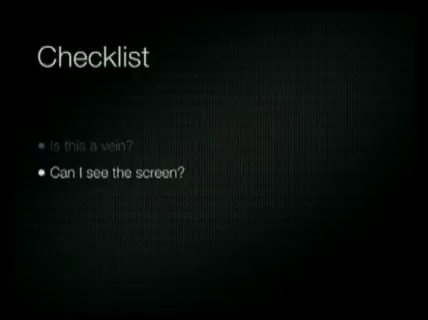 Checklist
• Is this a vein?
• Can I see the screen?